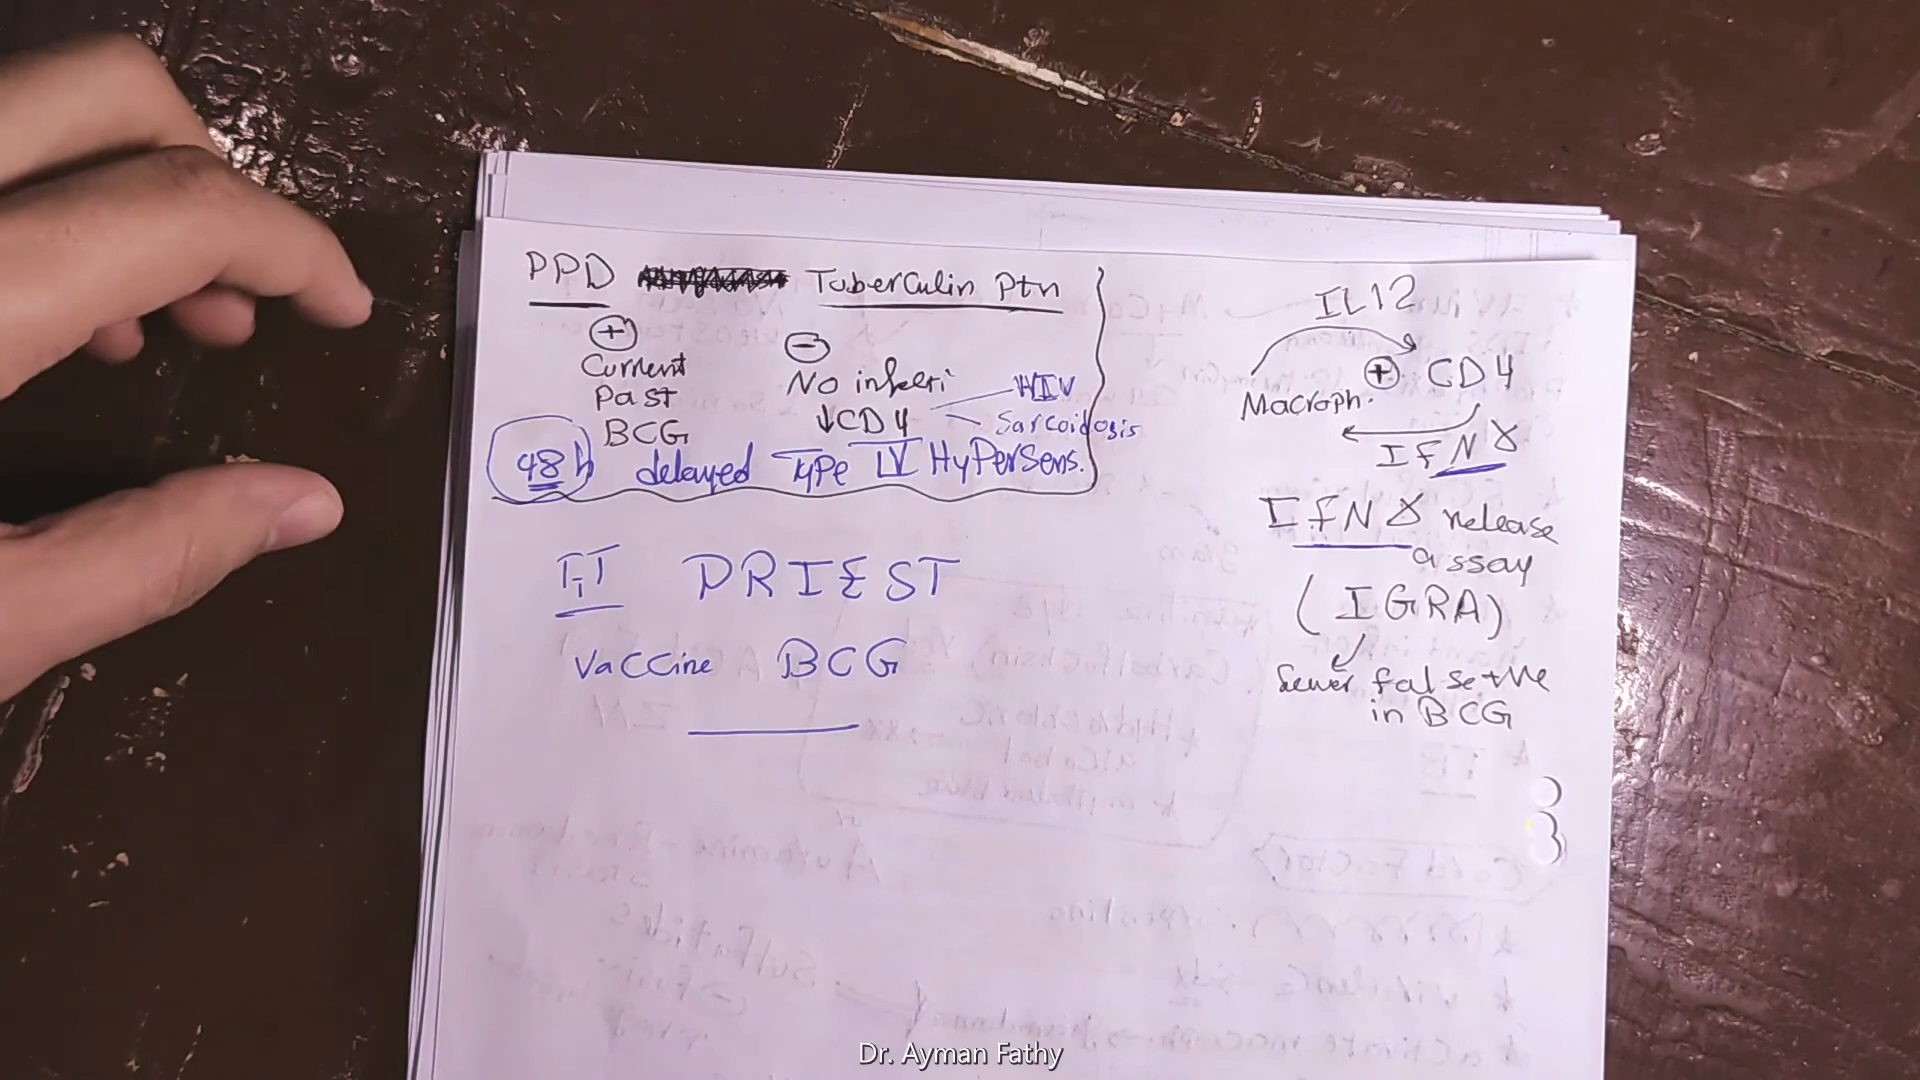 PPD Tuberculin Ptn
+ -
Current No infecti
Past ↓CD4 HIV
BCG Sarcoidosis
48h delayed Type IV HyPerSens.
TT PRIEST
Vaccine BCG
IL12
Macroph. + CD4
IFN γ
IFN γ release
assay
(IGRA)
fewer false +ve
in BCG
Dr. Ayman Fathy